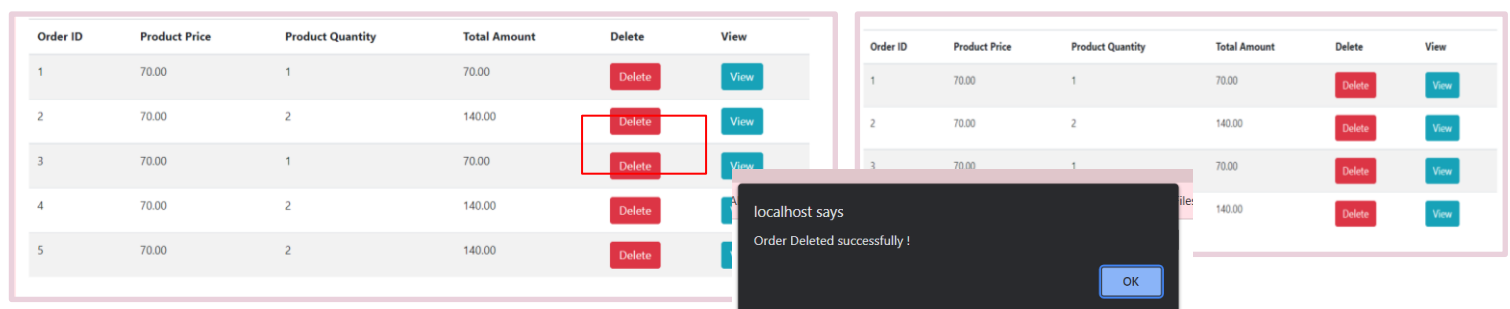 Order ID Product Price Product Quantity Total Amount Delete View
1 70.00 1 70.00 Delete View
2 70.00 2 140.00 Delete View
3 70.00 1 70.00 Delete View
4 70.00 2 140.00 Delete
5 70.00 2 140.00 Delete
Order ID Product Price Product Quantity Total Amount Delete View
1 70.00 1 70.00 Delete View
2 70.00 2 140.00 Delete View
3 70.00 1 70.00 Delete View
140.00 Delete View
localhost says
Order Deleted successfully !
OK